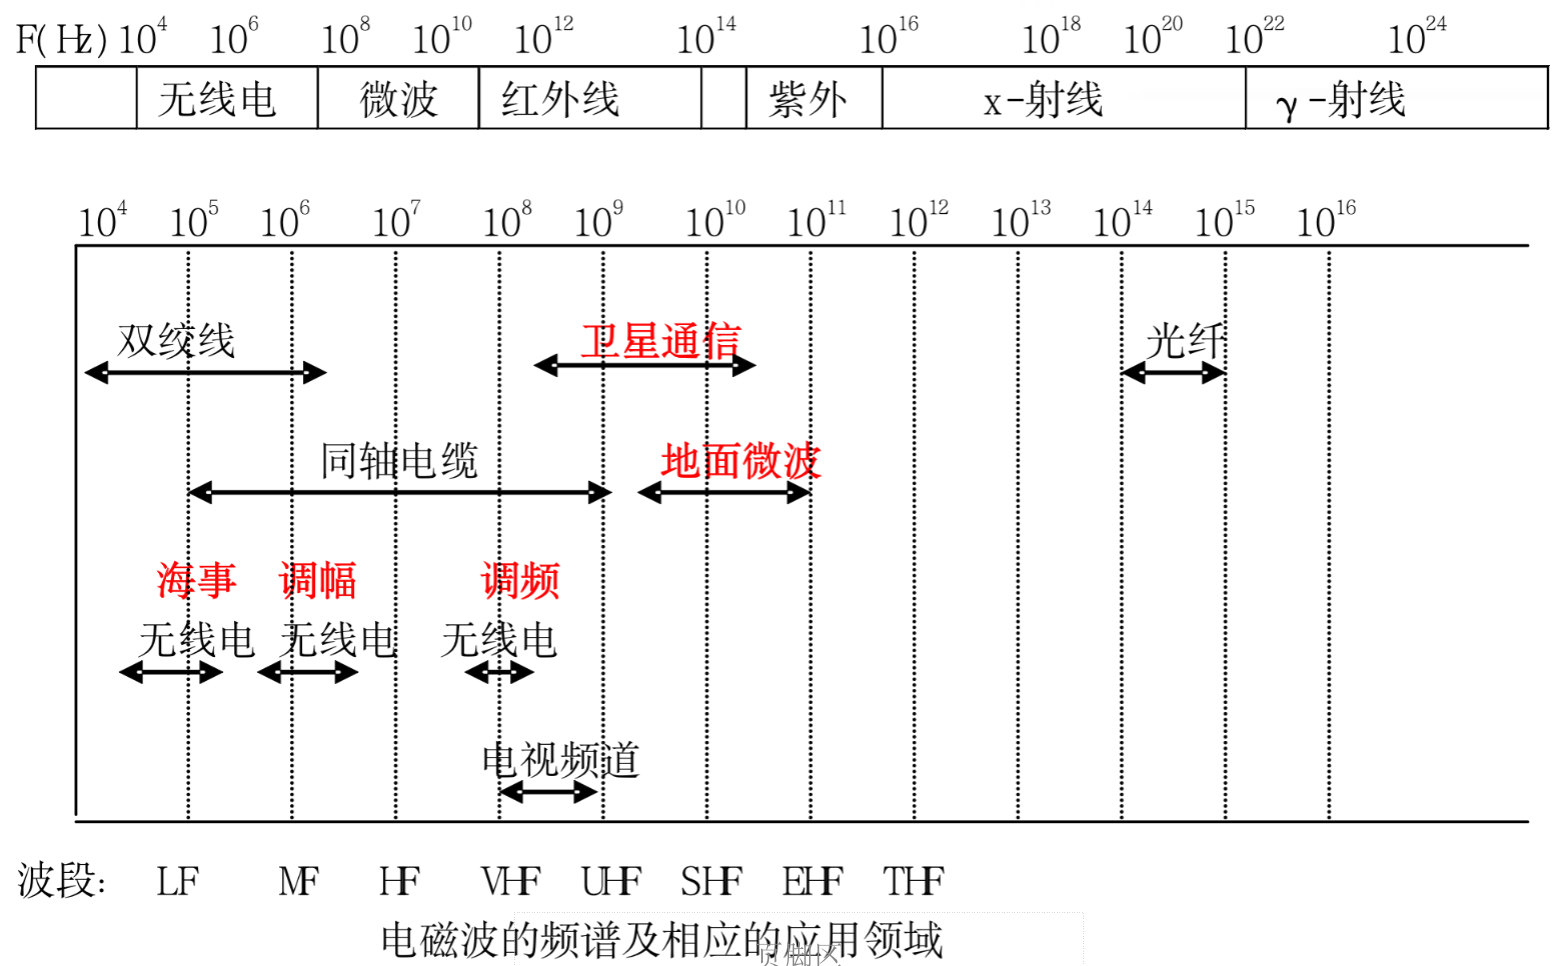 F(Hz) 10^4 10^6 10^8 10^10 10^12 10^14 10^16 10^18 10^20 10^22 10^24
无线电 微波 红外线 紫外 x-射线 γ-射线
10^4 10^5 10^6 10^7 10^8 10^9 10^10 10^11 10^12 10^13 10^14 10^15 10^16
双绞线 卫星通信 光纤
同轴电缆 地面微波
海事 调幅 调频
无线电 无线电 无线电
电视频道
波段: LF MF HF VHF UHF SHF EHF THF
电磁波的频谱及相应的应用领域
页脚区